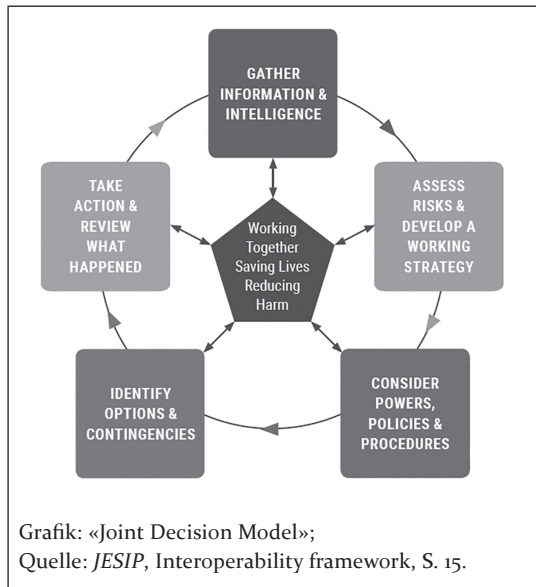 GATHER
INFORMATION &
INTELLIGENCE
ASSESS
RISKS &
DEVELOP A
WORKING
STRATEGY
CONSIDER
POWERS,
POLICIES &
PROCEDURES
IDENTIFY
OPTIONS &
CONTINGENCIES
TAKE
ACTION &
REVIEW
WHAT
HAPPENED
Working
Together
Saving Lives
Reducing
Harm
Grafik: «Joint Decision Model»;
Quelle: JESIP, Interoperability framework, S. 15.